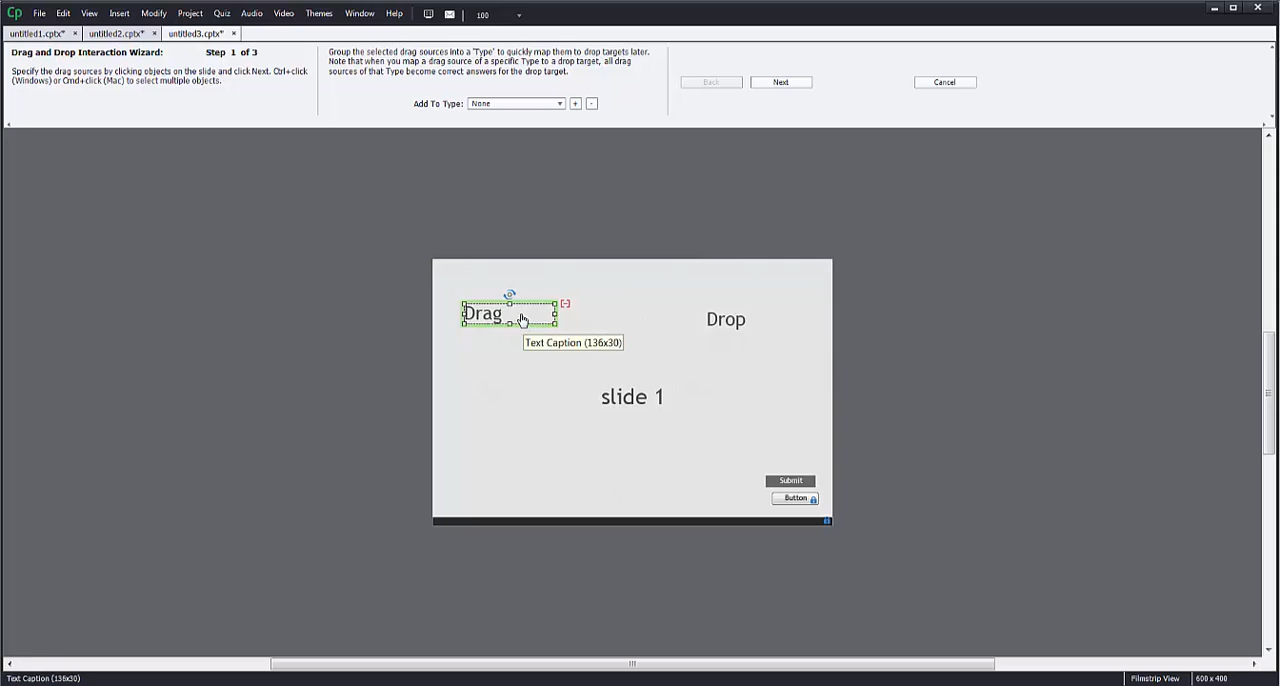 Cp File Edit View Insert Modify Project Quiz Audio Video Themes Window Help 100
untitled1.cptx* × untitled2.cptx* × untitled3.cptx* ×
Drag and Drop Interaction Wizard: Step 1 of 3
Specify the drag sources by clicking objects on the slide and click Next. Ctrl+click
(Windows) or Cmd+click (Mac) to select multiple objects.
Group the selected drag sources into a 'Type' to quickly map them to drop targets later.
Note that when you map a drag source of a specific Type to a drop target, all drag
sources of that Type become correct answers for the drop target.
Add To Type: None + -
Back Next Cancel
Drag
Drop
Text Caption (136x30)
slide 1
Submit
Button
Text Caption (136x30) Filmstrip View 600 x 400